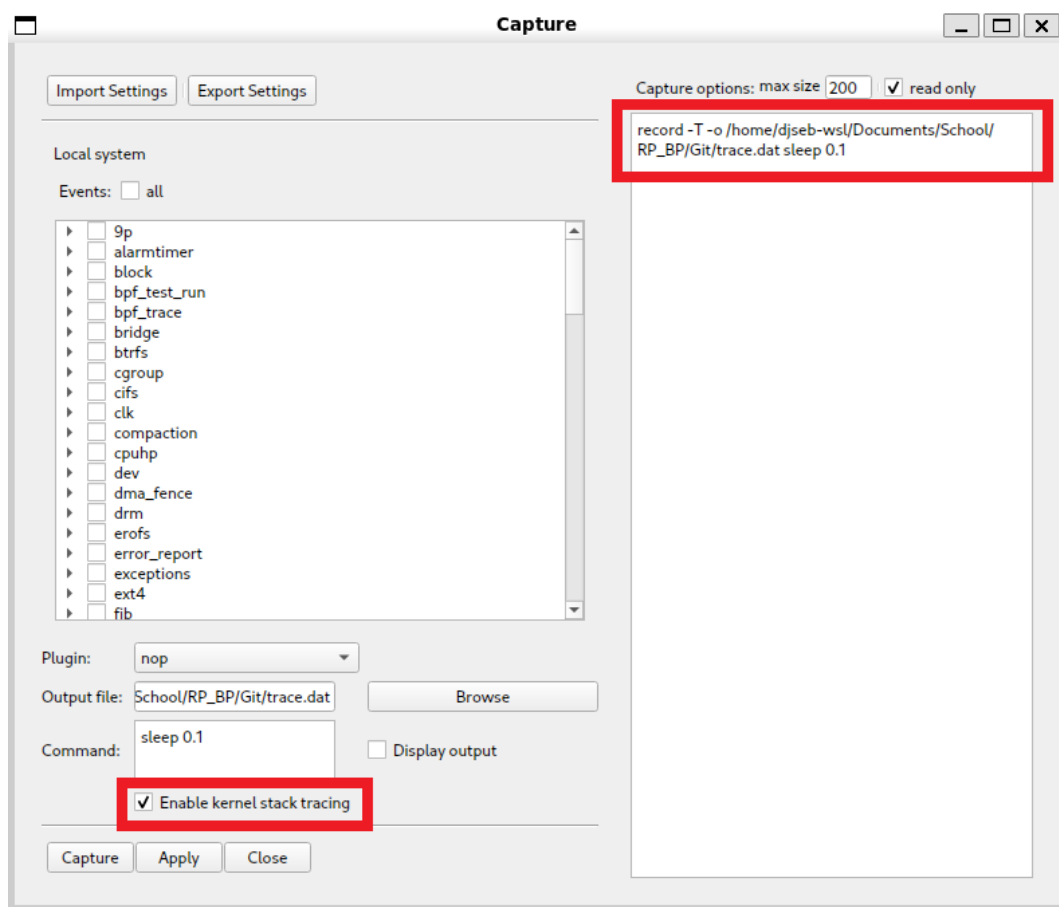 Capture
Import Settings
Export Settings
Local system
Events: all
9p
alarmtimer
block
bpf_test_run
bpf_trace
bridge
btrfs
cgroup
cifs
clk
compaction
cpuhp
dev
dma_fence
drm
erofs
error_report
exceptions
ext4
fib
Plugin: nop
Output file: School/RP_BP/Git/trace.dat Browse
Command: sleep 0.1 Display output
Enable kernel stack tracing
Capture Apply Close
Capture options: max size 200 read only
record -T -o /home/djseb-wsl/Documents/School/
RP_BP/Git/trace.dat sleep 0.1